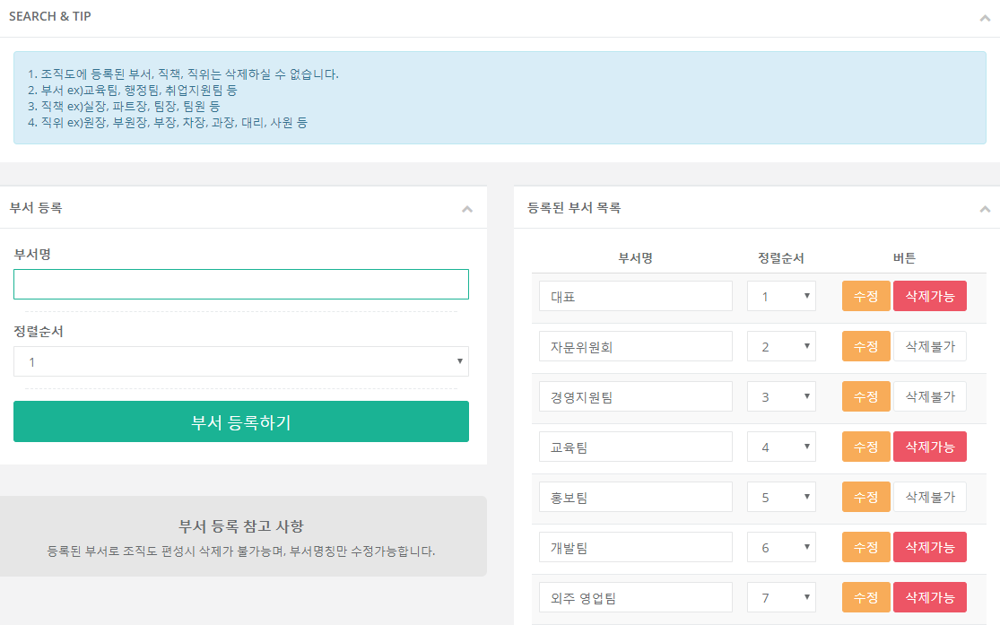 SEARCH & TIP
1. 조직도에 등록된 부서, 직책, 직위는 삭제하실 수 없습니다.
2. 부서 ex)교육팀, 행정팀, 취업지원팀 등
3. 직책 ex)실장, 파트장, 팀장, 팀원 등
4. 직위 ex)원장, 부원장, 부장, 차장, 과장, 대리, 사원 등
부서 등록
부서명
정렬순서
1
부서 등록하기
부서 등록 참고 사항
등록된 부서로 조직도 편성시 삭제가 불가능며, 부서명칭만 수정가능합니다.
등록된 부서 목록
부서명 정렬순서 버튼
대표 1 수정 삭제가능
자문위원회 2 수정 삭제불가
경영지원팀 3 수정 삭제불가
교육팀 4 수정 삭제가능
홍보팀 5 수정 삭제불가
개발팀 6 수정 삭제가능
외주 영업팀 7 수정 삭제가능